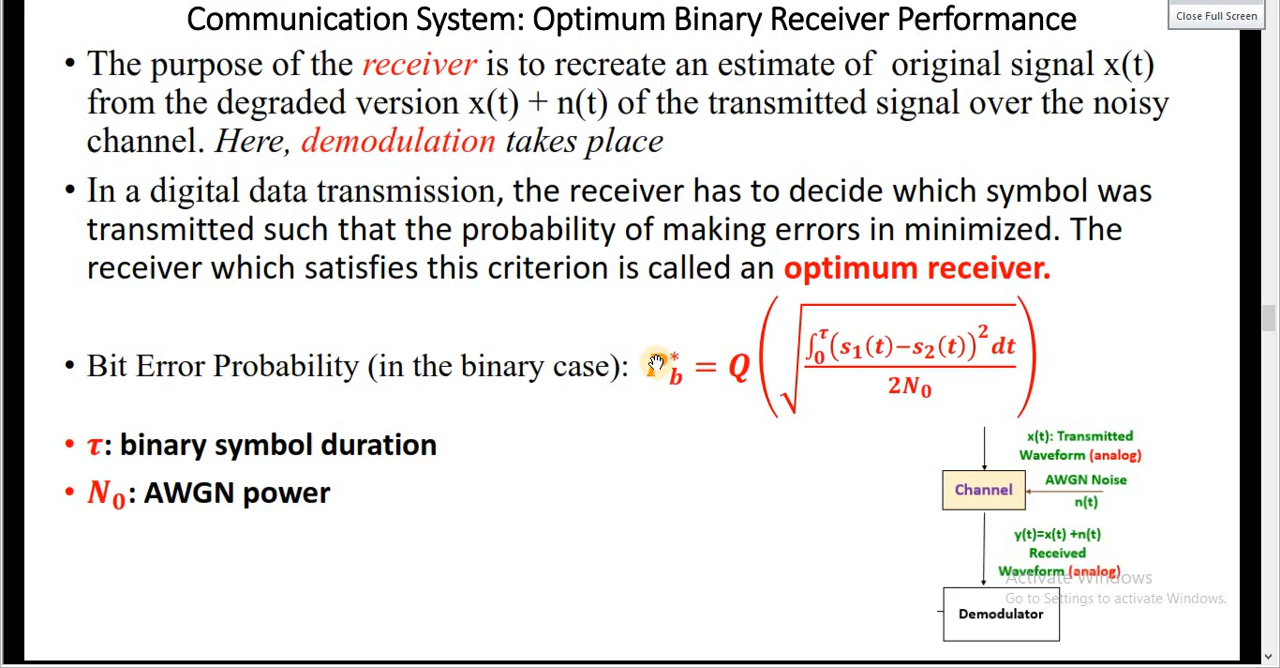 Communication System: Optimum Binary Receiver Performance
Close Full Screen
• The purpose of the receiver is to recreate an estimate of original signal x(t)
from the degraded version x(t) + n(t) of the transmitted signal over the noisy
channel. Here, demodulation takes place
• In a digital data transmission, the receiver has to decide which symbol was
transmitted such that the probability of making errors in minimized. The
receiver which satisfies this criterion is called an optimum receiver.
• Bit Error Probability (in the binary case): *b = Q(√(∫₀^τ (s₁(t)−s₂(t))² dt / 2N₀))
• τ: binary symbol duration
• N₀: AWGN power
x(t): Transmitted
Waveform (analog)
Channel
AWGN Noise
n(t)
y(t)=x(t) +n(t)
Received
Waveform (analog)
Activate Windows
Go to Settings to activate Windows.
Demodulator